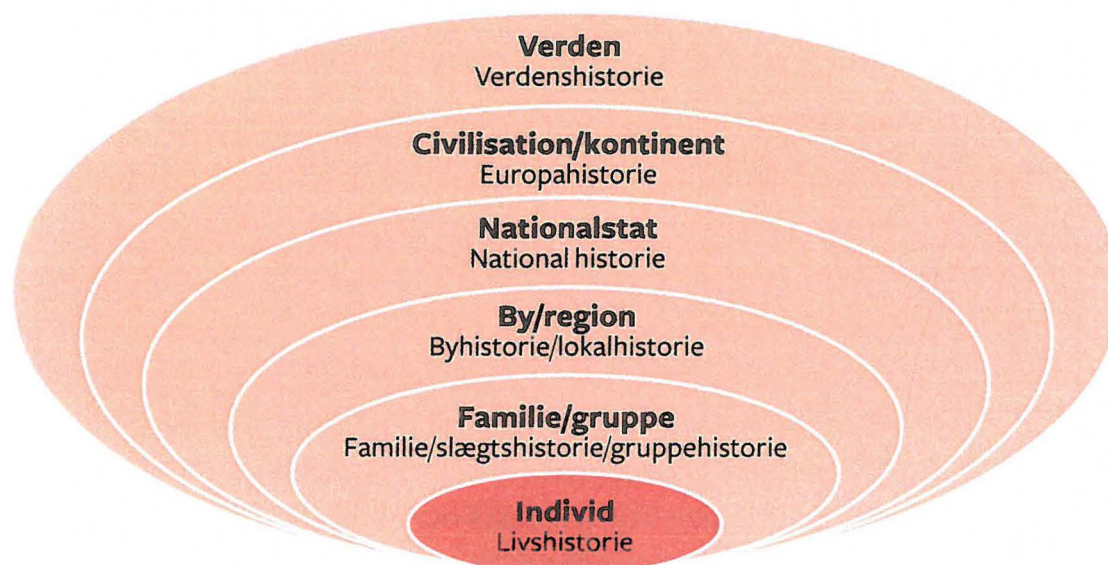 Verden
Verdenshistorie
Civilisation/kontinent
Europahistorie
Nationalstat
National historie
By/region
Byhistorie/lokalhistorie
Familie/gruppe
Familie/slægtshistorie/gruppehistorie
Individ
Livshistorie